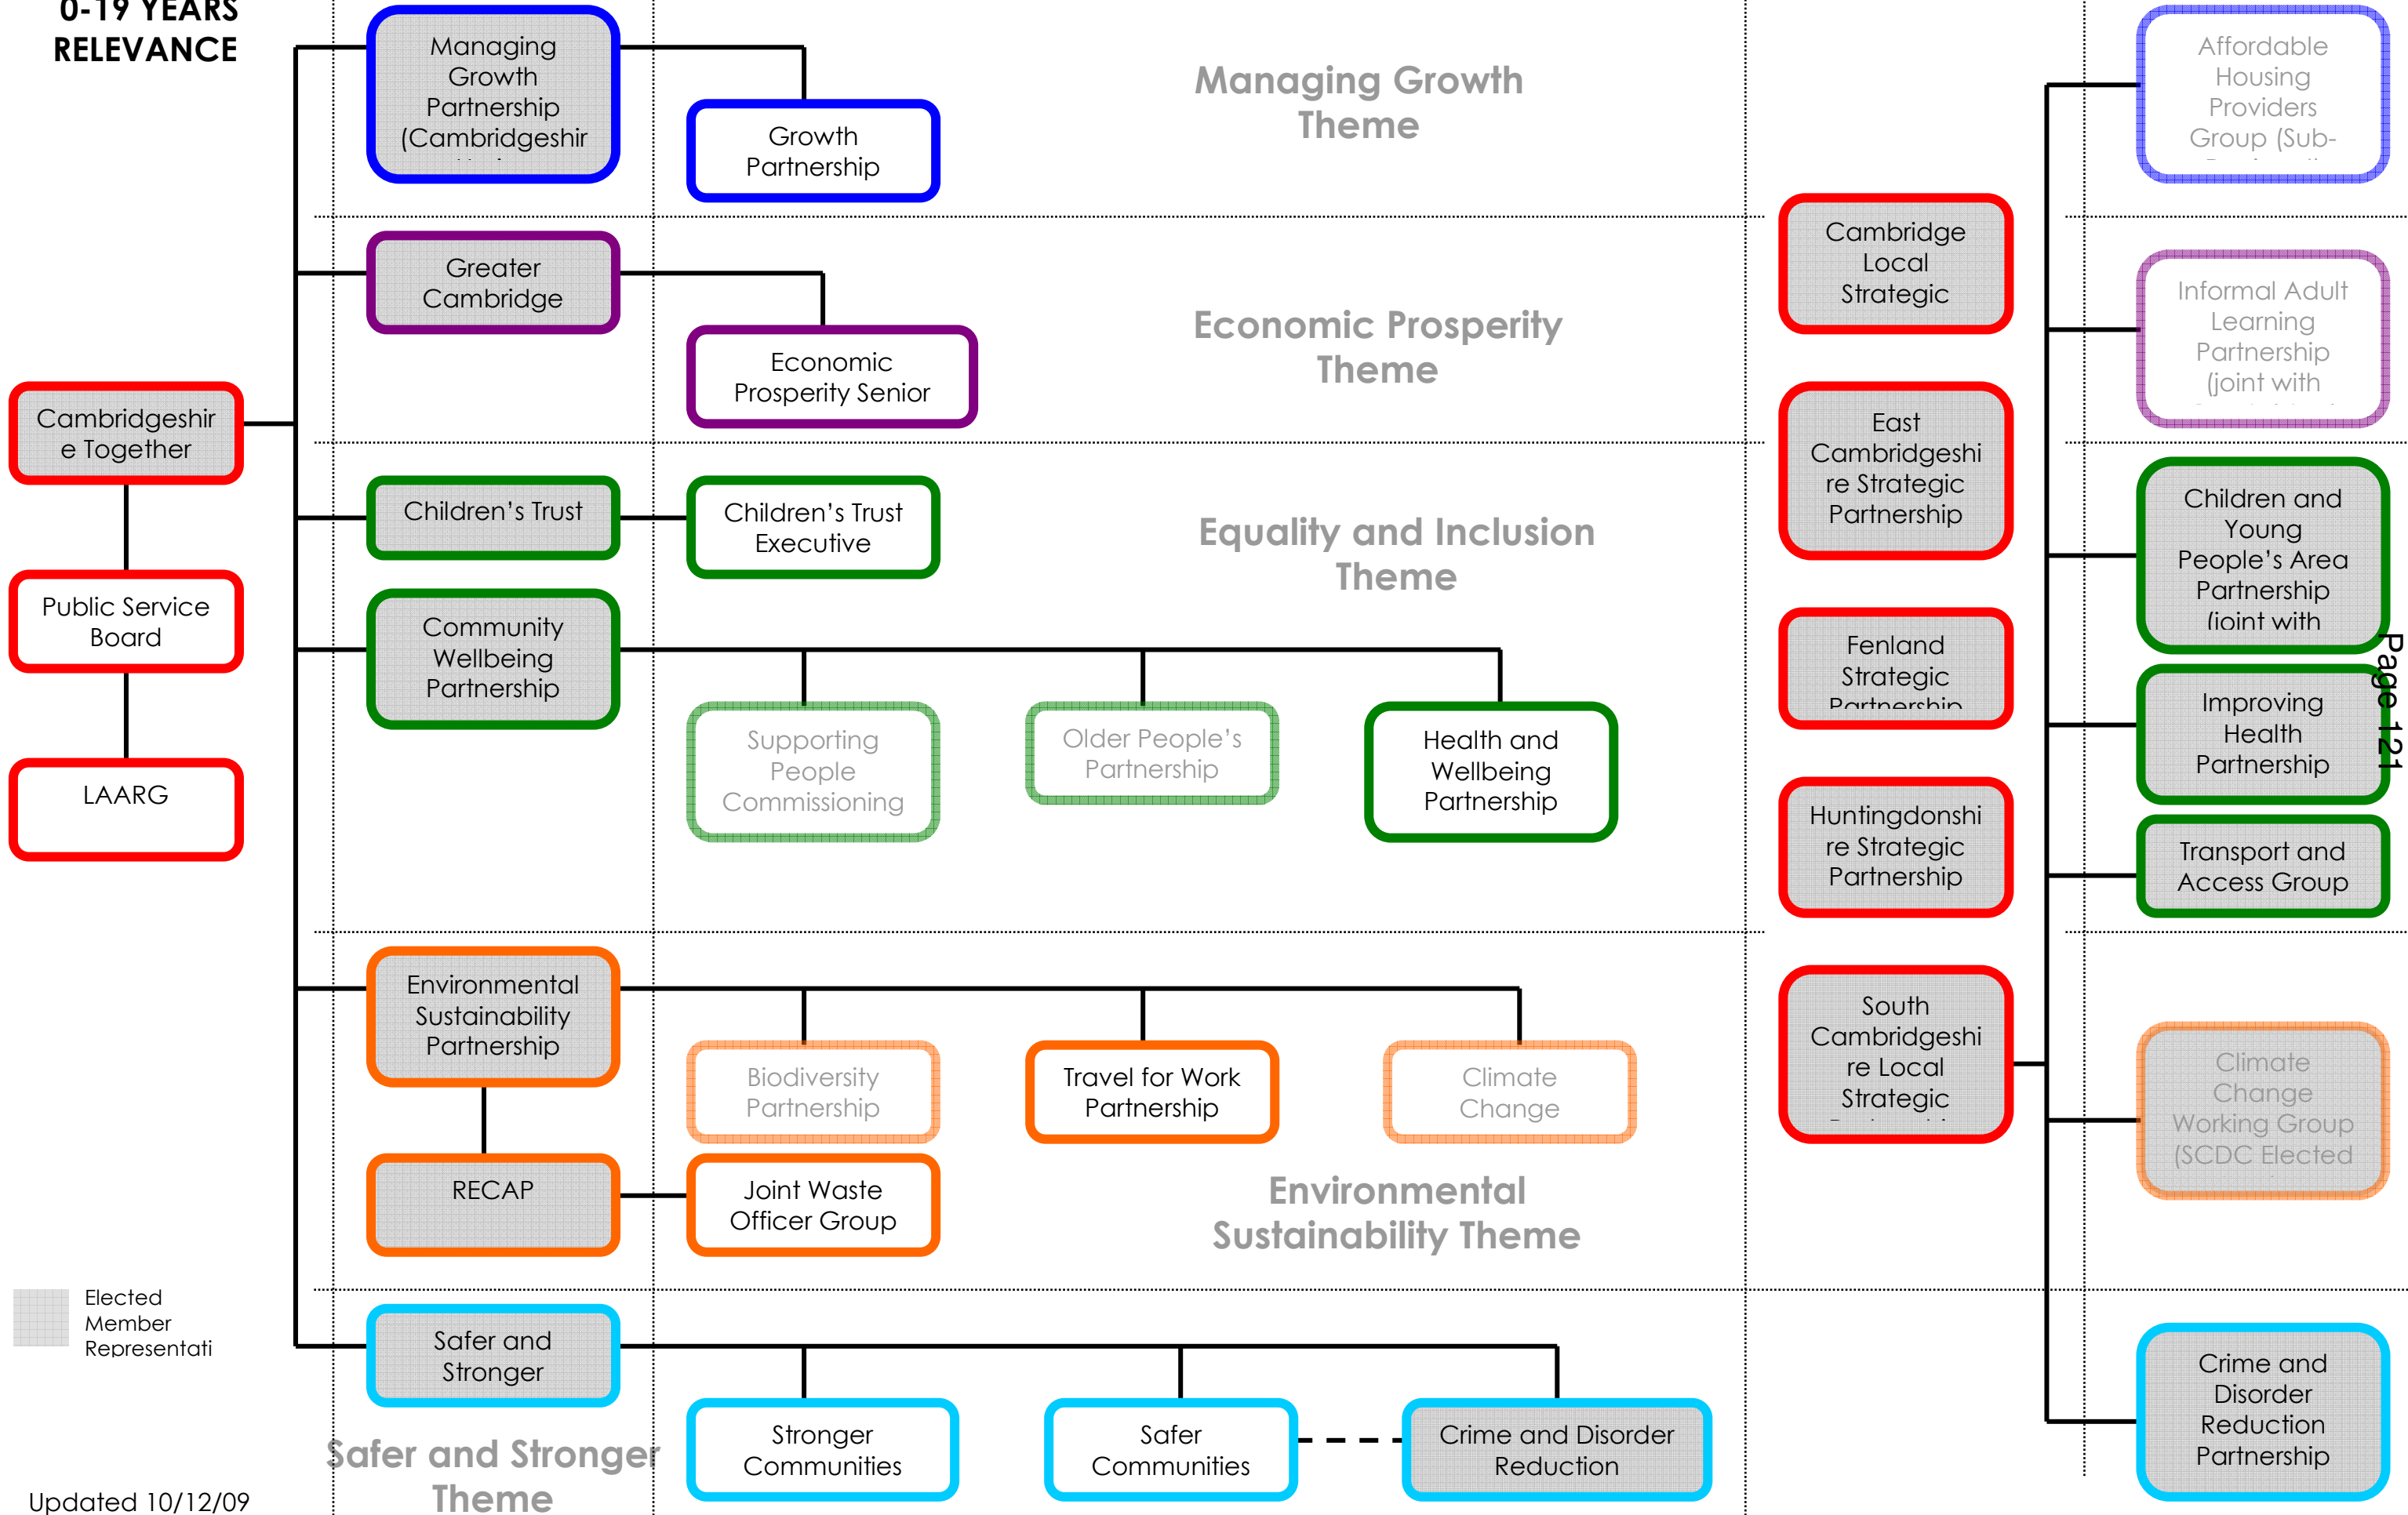 0-19 YEARS
RELEVANCE
Managing
Growth
Partnership
(Cambridgeshir
Growth
Partnership
Managing Growth
Theme
Affordable
Housing
Providers
Group (Sub-
Greater
Cambridge
Economic
Prosperity Senior
Economic Prosperity
Theme
Cambridge
Local
Strategic
Informal Adult
Learning
Partnership
(joint with
Cambridgeshir
e Together
Public Service
Board
LAARG
Children’s Trust
Children’s Trust
Executive
Equality and Inclusion
Theme
Community
Wellbeing
Partnership
Supporting
People
Commissioning
Older People’s
Partnership
Health and
Wellbeing
Partnership
East
Cambridgeshi
re Strategic
Partnership
Fenland
Strategic
Partnership
Huntingdonshi
re Strategic
Partnership
South
Cambridgeshi
re Local
Strategic
Children and
Young
People’s Area
Partnership
(joint with
Improving
Health
Partnership
Transport and
Access Group
Page 121
Environmental
Sustainability
Partnership
Biodiversity
Partnership
Travel for Work
Partnership
Climate
Change
RECAP
Joint Waste
Officer Group
Environmental
Sustainability Theme
Climate
Change
Working Group
(SCDC Elected
Elected
Member
Representati
Safer and
Stronger
Stronger
Communities
Safer
Communities
Crime and Disorder
Reduction
Safer and Stronger
Theme
Crime and
Disorder
Reduction
Partnership
Updated 10/12/09